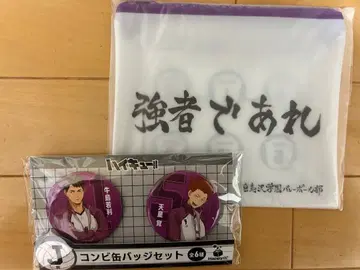 強者であれ
白鳥沢学園バレーボール部
ハイキュー!!
牛島若利
天童 覚
コンビ缶バッジセット
全6種